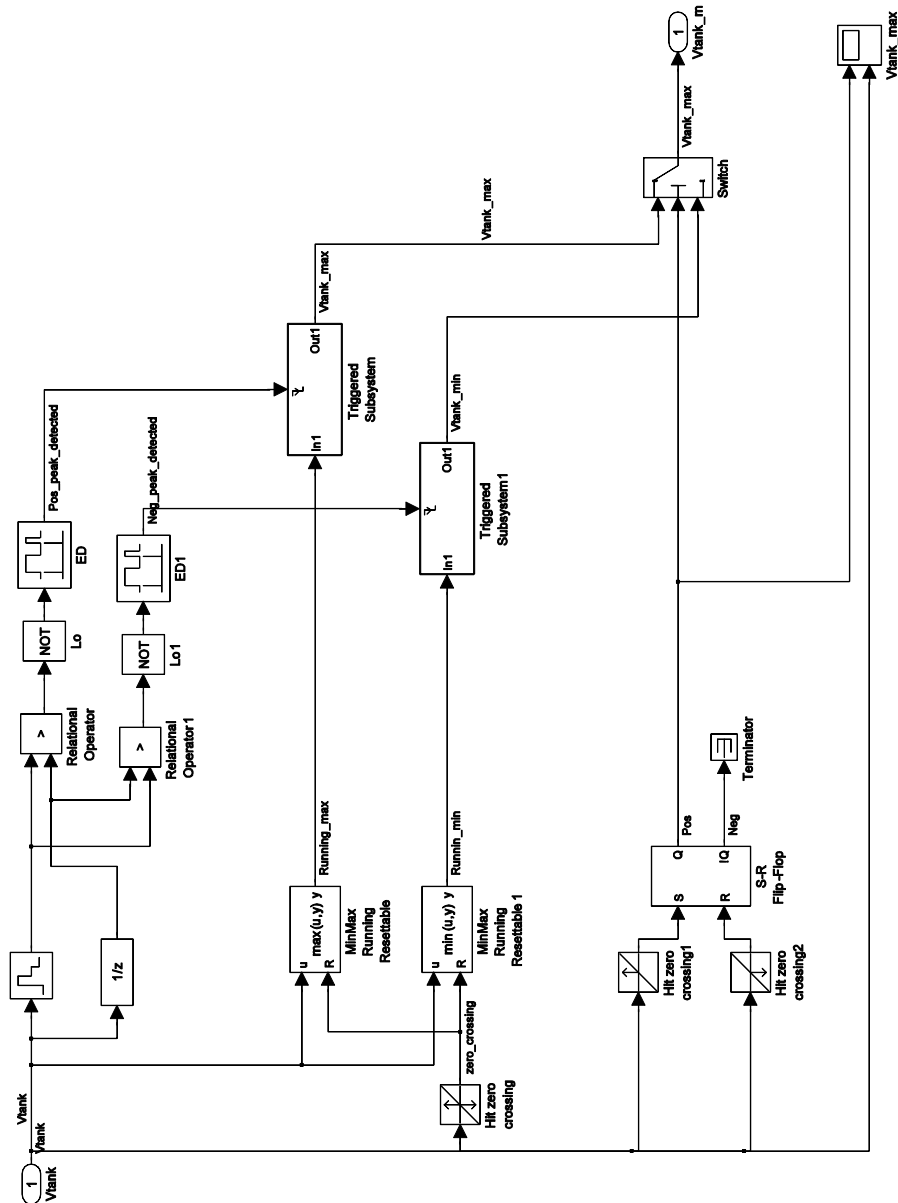 1
Vtank
Vtank
Vtank
1/z
>
Relational
Operator
>
Relational
Operator1
NOT
Lo
NOT
Lo1
ED
ED1
Pos_peak_detected
Neg_peak_detected
u
R
max(u,y)
y
MinMax
Running
Resettable
Running_max
u
R
min(u,y)
y
MinMax
Running
Resettable 1
Runnin_min
zero_crossing
Hit zero
crossing
In1
Out1
Triggered
Subsystem
Vtank_max
Vtank_max
In1
Out1
Triggered
Subsystem1
Vtank_min
Hit zero
crossing1
Hit zero
crossing2
S
R
Q
!Q
S-R
Flip-Flop
Pos
Neg
Terminator
Switch
Vtank_max
1
Vtank_m
Vtank_max